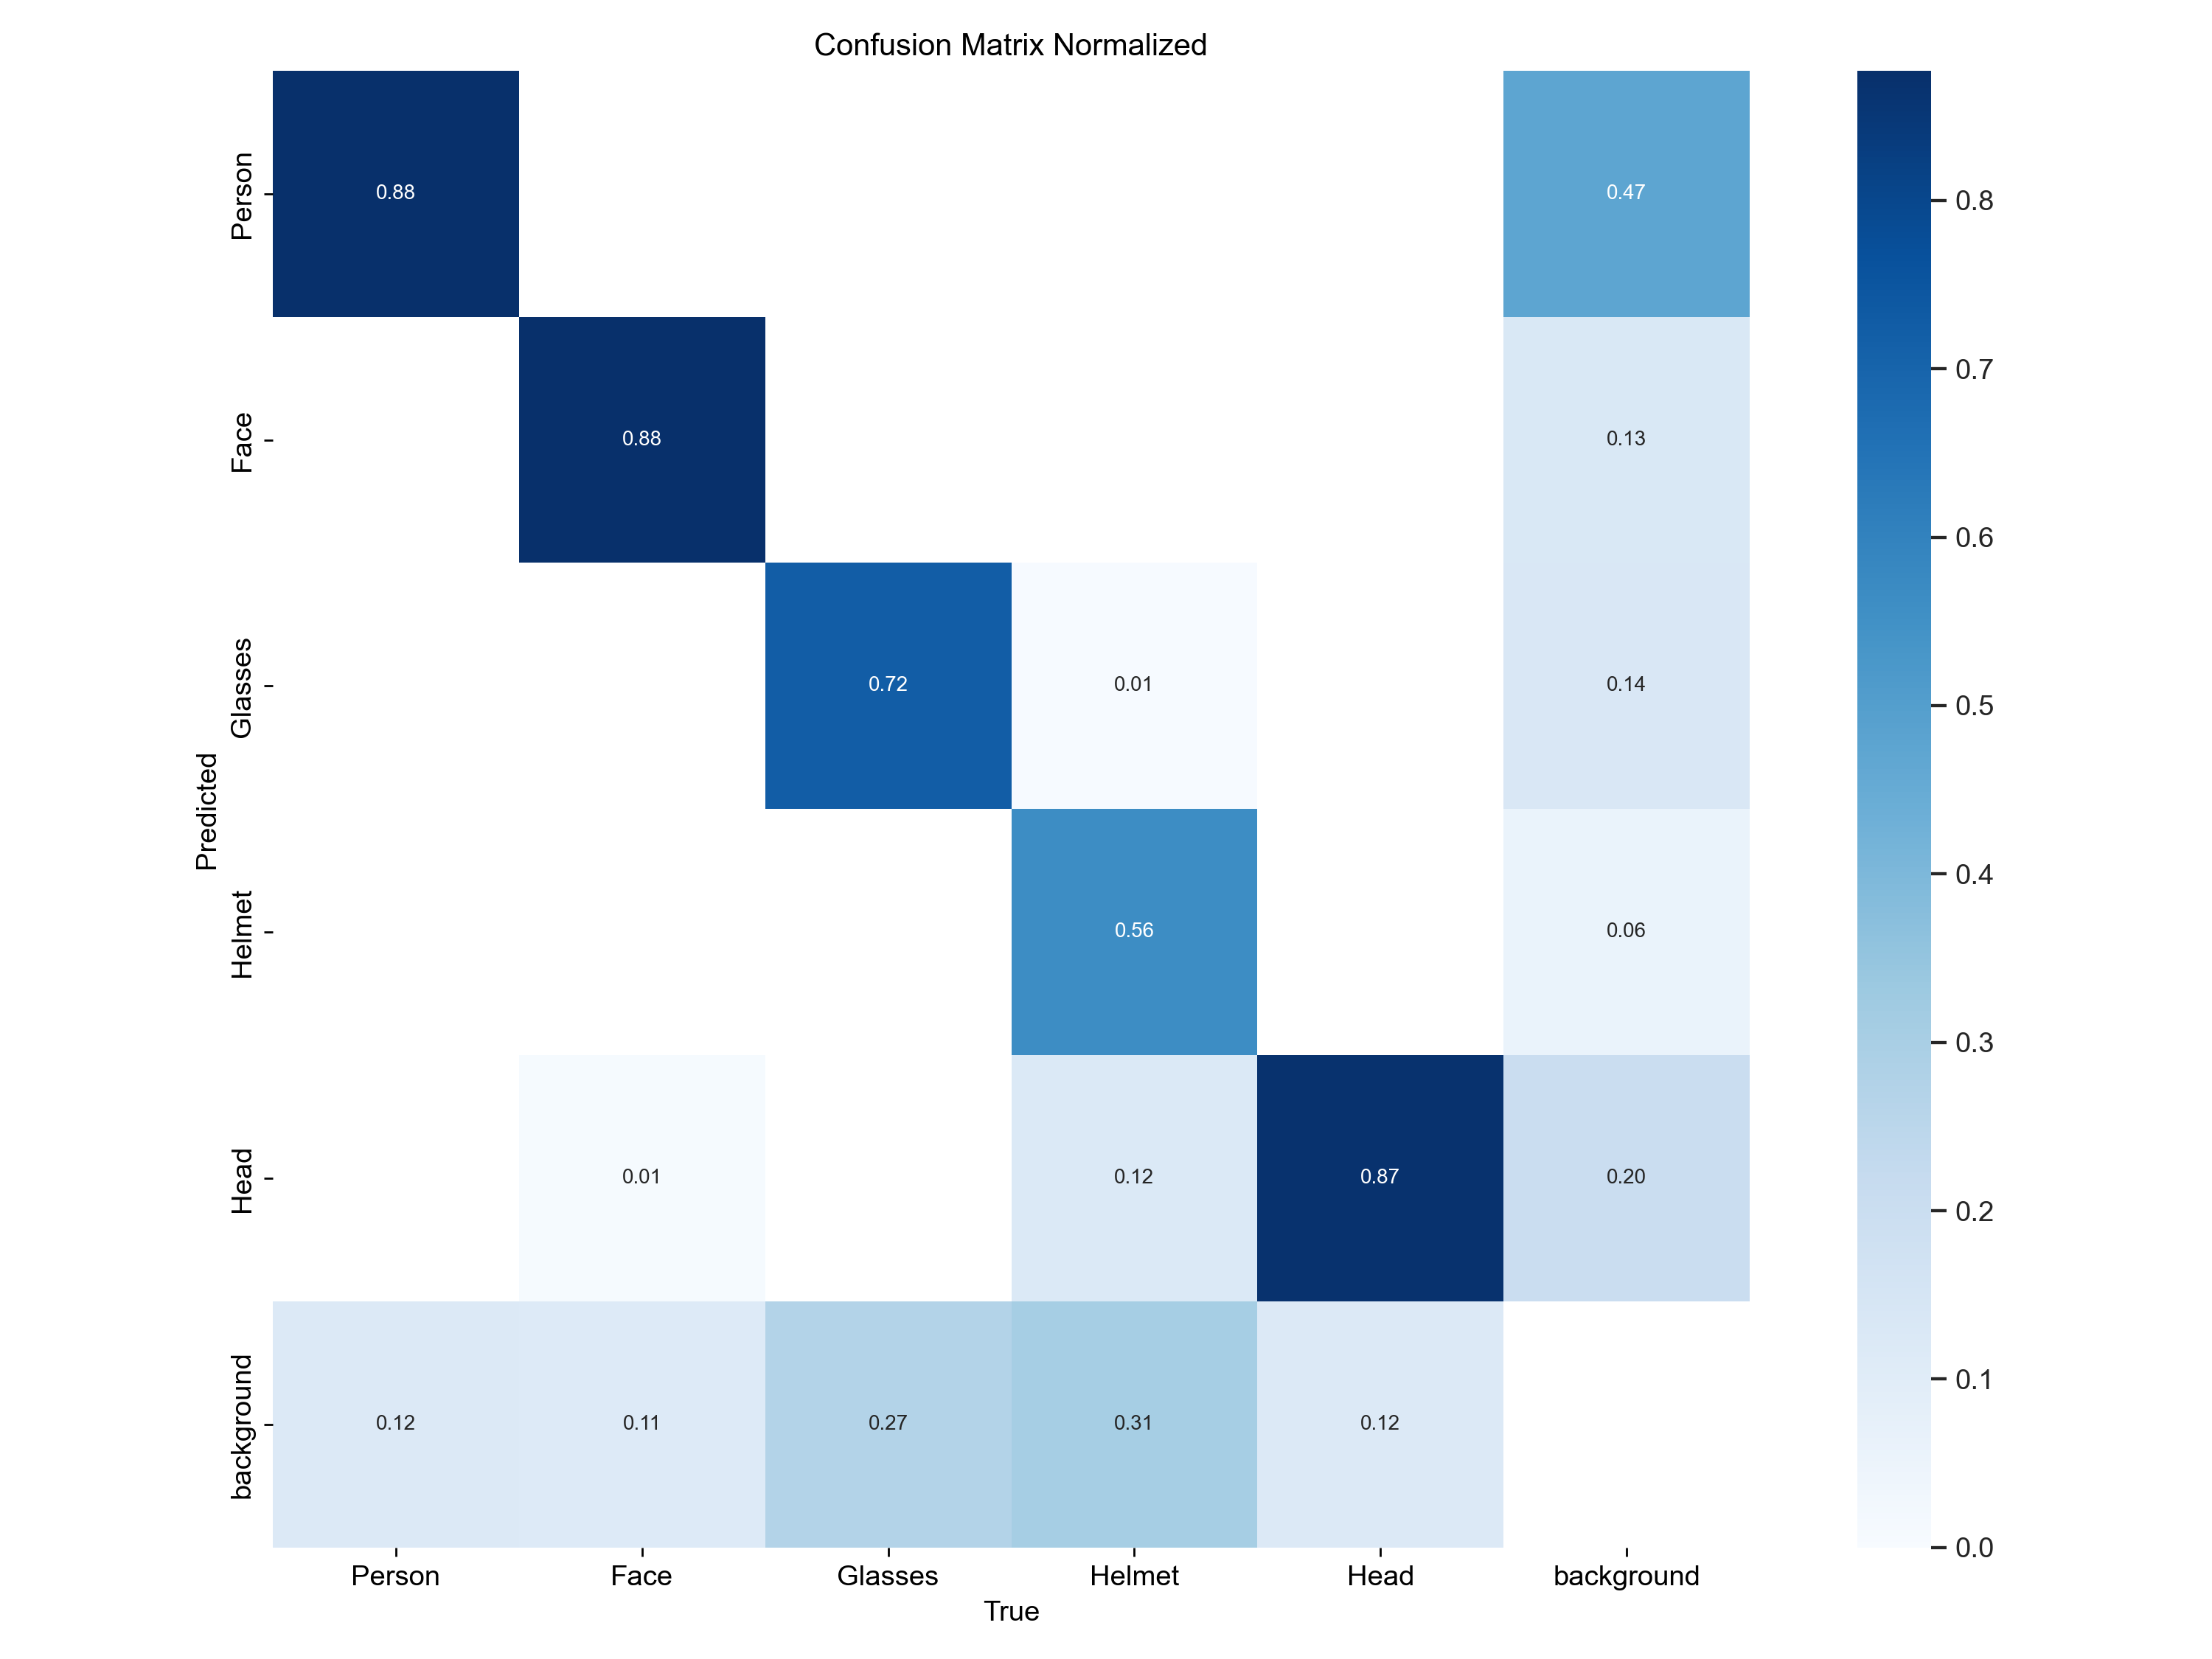 Confusion Matrix Normalized
Person
0.88
0.47
0.8
0.7
Face
0.88
0.13
0.6
Glasses
0.72
0.01
0.14
0.5
Predicted
0.4
Helmet
0.56
0.06
0.3
Head
0.01
0.12
0.87
0.20
0.2
background
0.12
0.11
0.27
0.31
0.12
0.1
0.0
Person
Face
Glasses
Helmet
Head
background
True